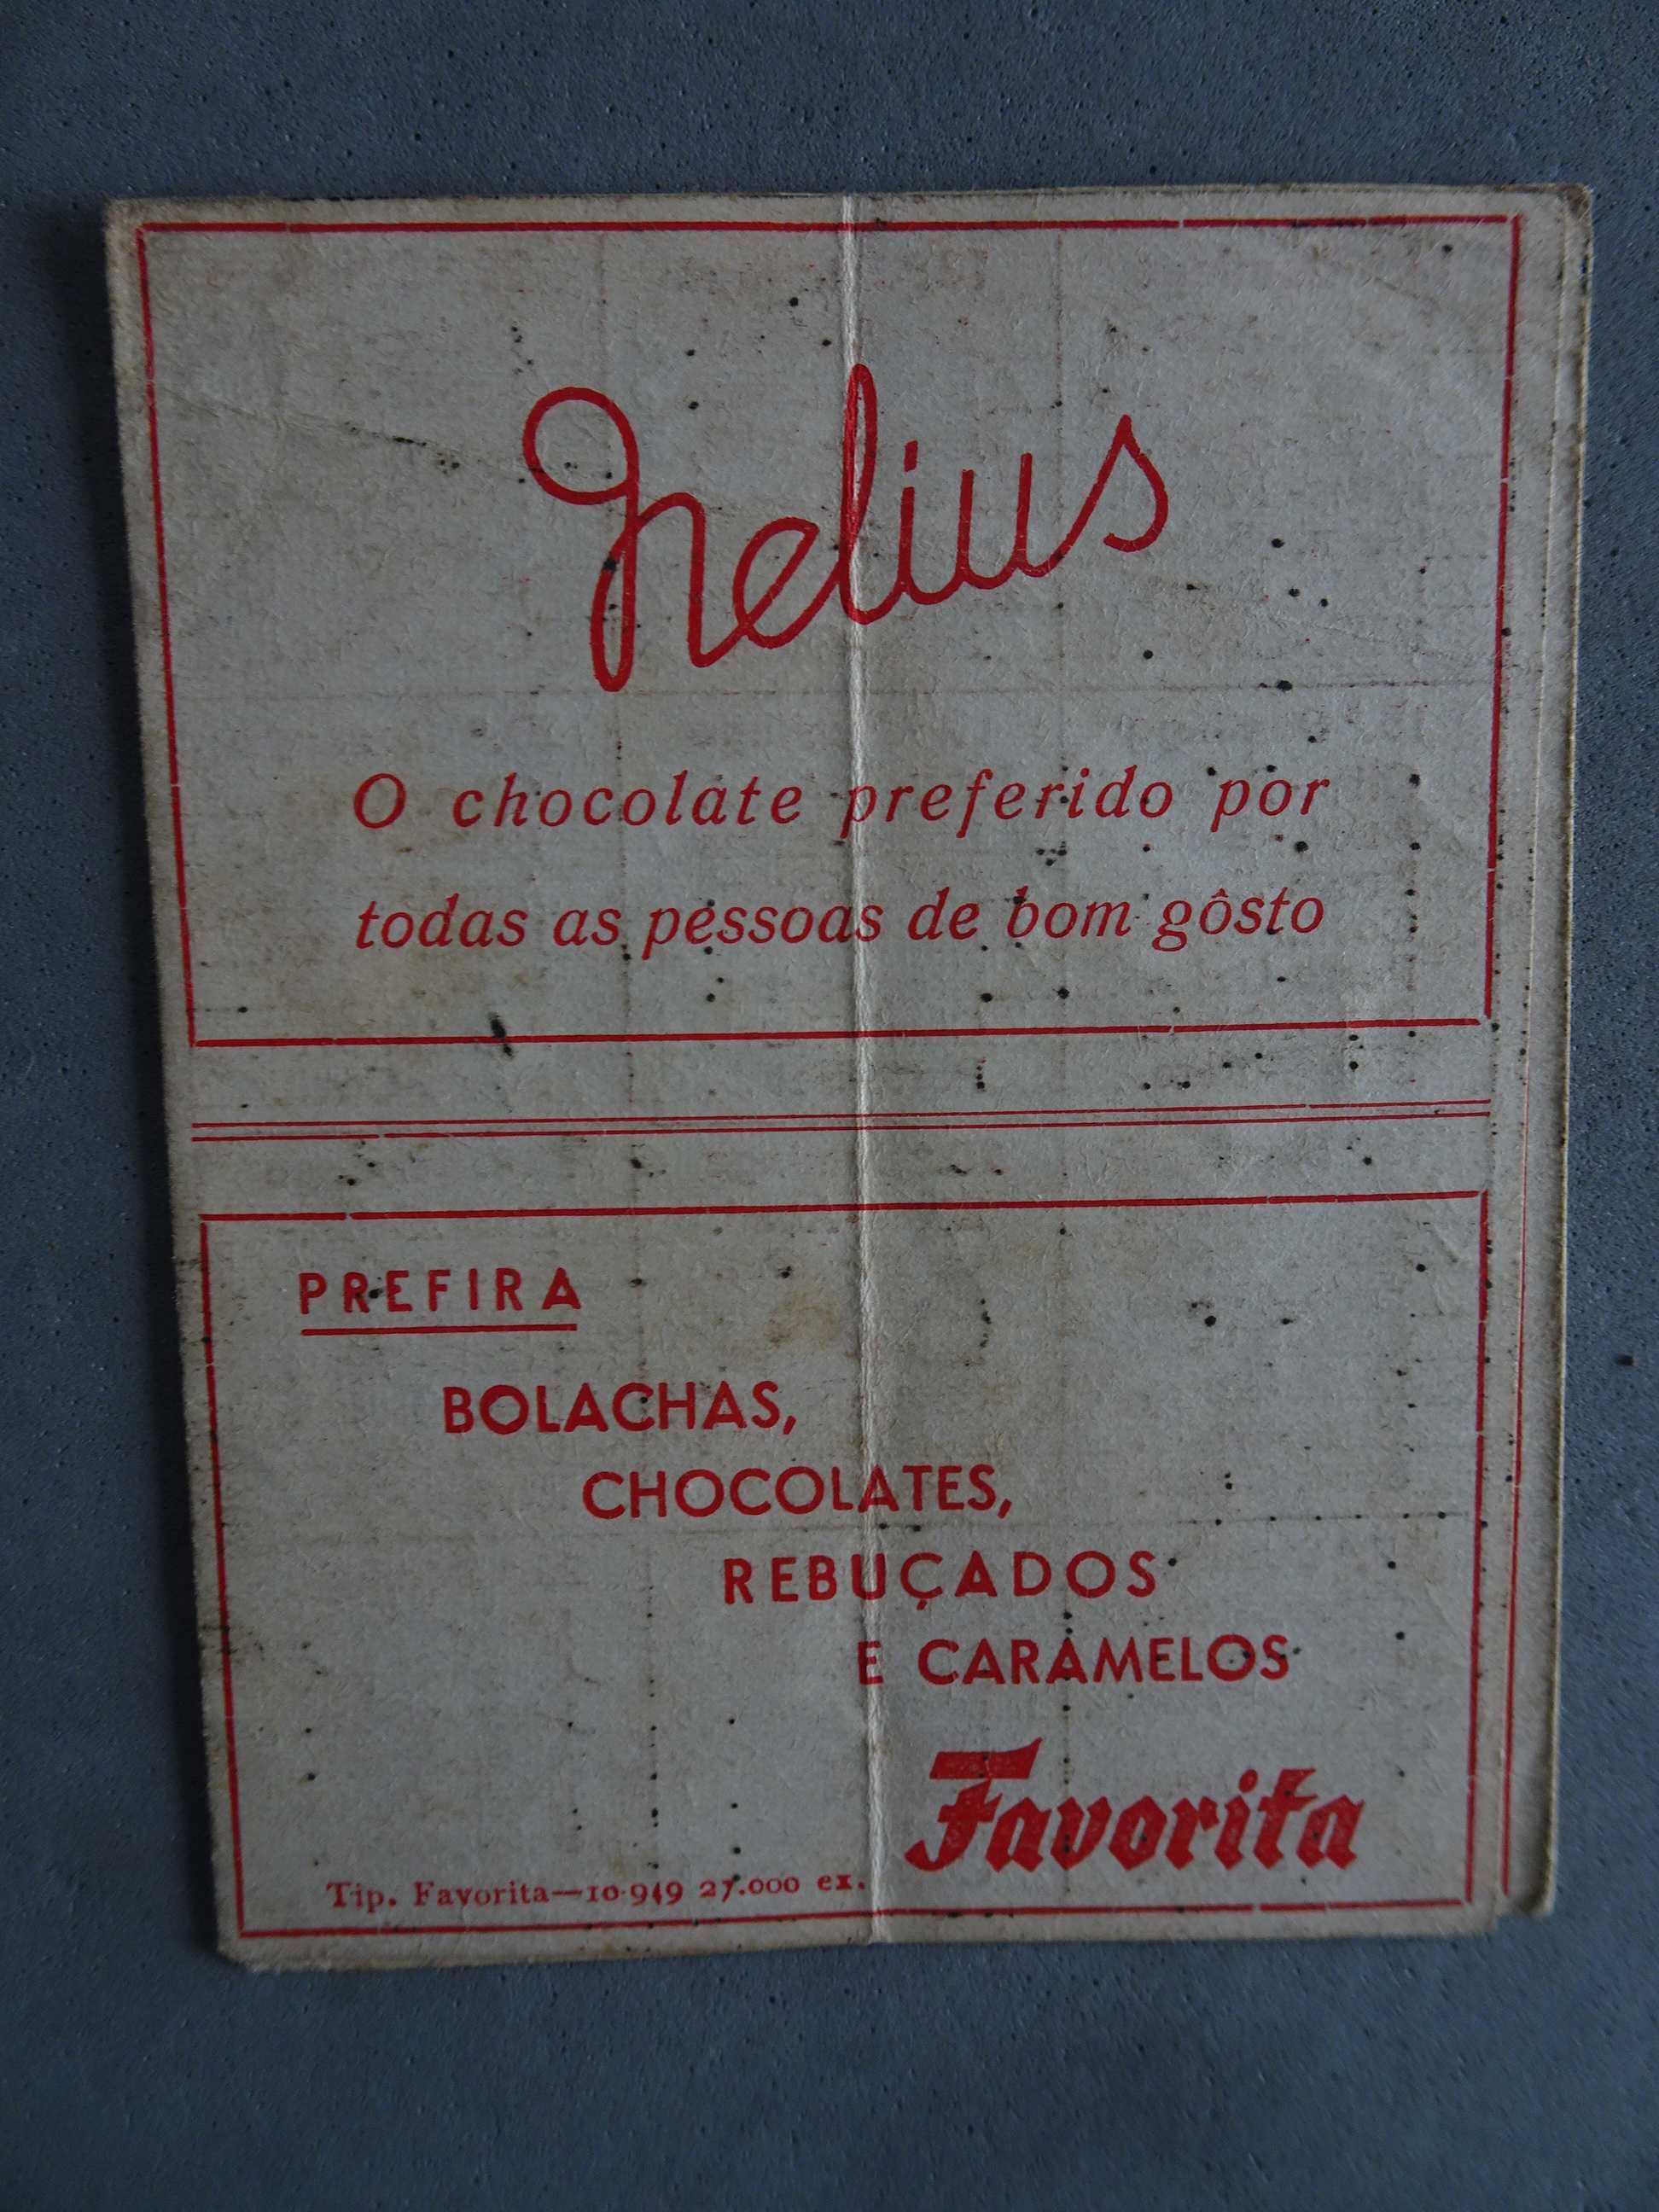 Nelius
O chocolate preferido por
todas as pessoas de bom gôsto
PREFIRA
BOLACHAS,
CHOCOLATES,
REBUÇADOS
E CARAMELOS
Favorita
Tip. Favorita—10-949 27.000 ex.